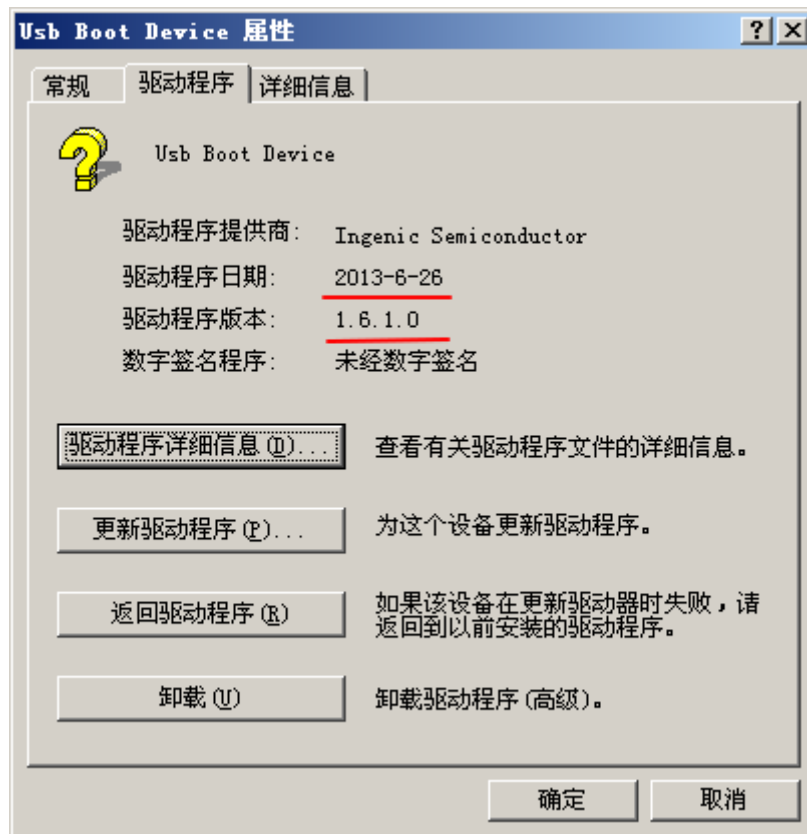 Usb Boot Device 属性
常规 驱动程序 详细信息
Usb Boot Device
驱动程序提供商: Ingenic Semiconductor
驱动程序日期: 2013-6-26
驱动程序版本: 1.6.1.0
数字签名程序: 未经数字签名
驱动程序详细信息(D)... 查看有关驱动程序文件的详细信息。
更新驱动程序(P)... 为这个设备更新驱动程序。
返回驱动程序(R) 如果该设备在更新驱动器时失败,请
返回到以前安装的驱动程序。
卸载(U) 卸载驱动程序(高级)。
确定 取消